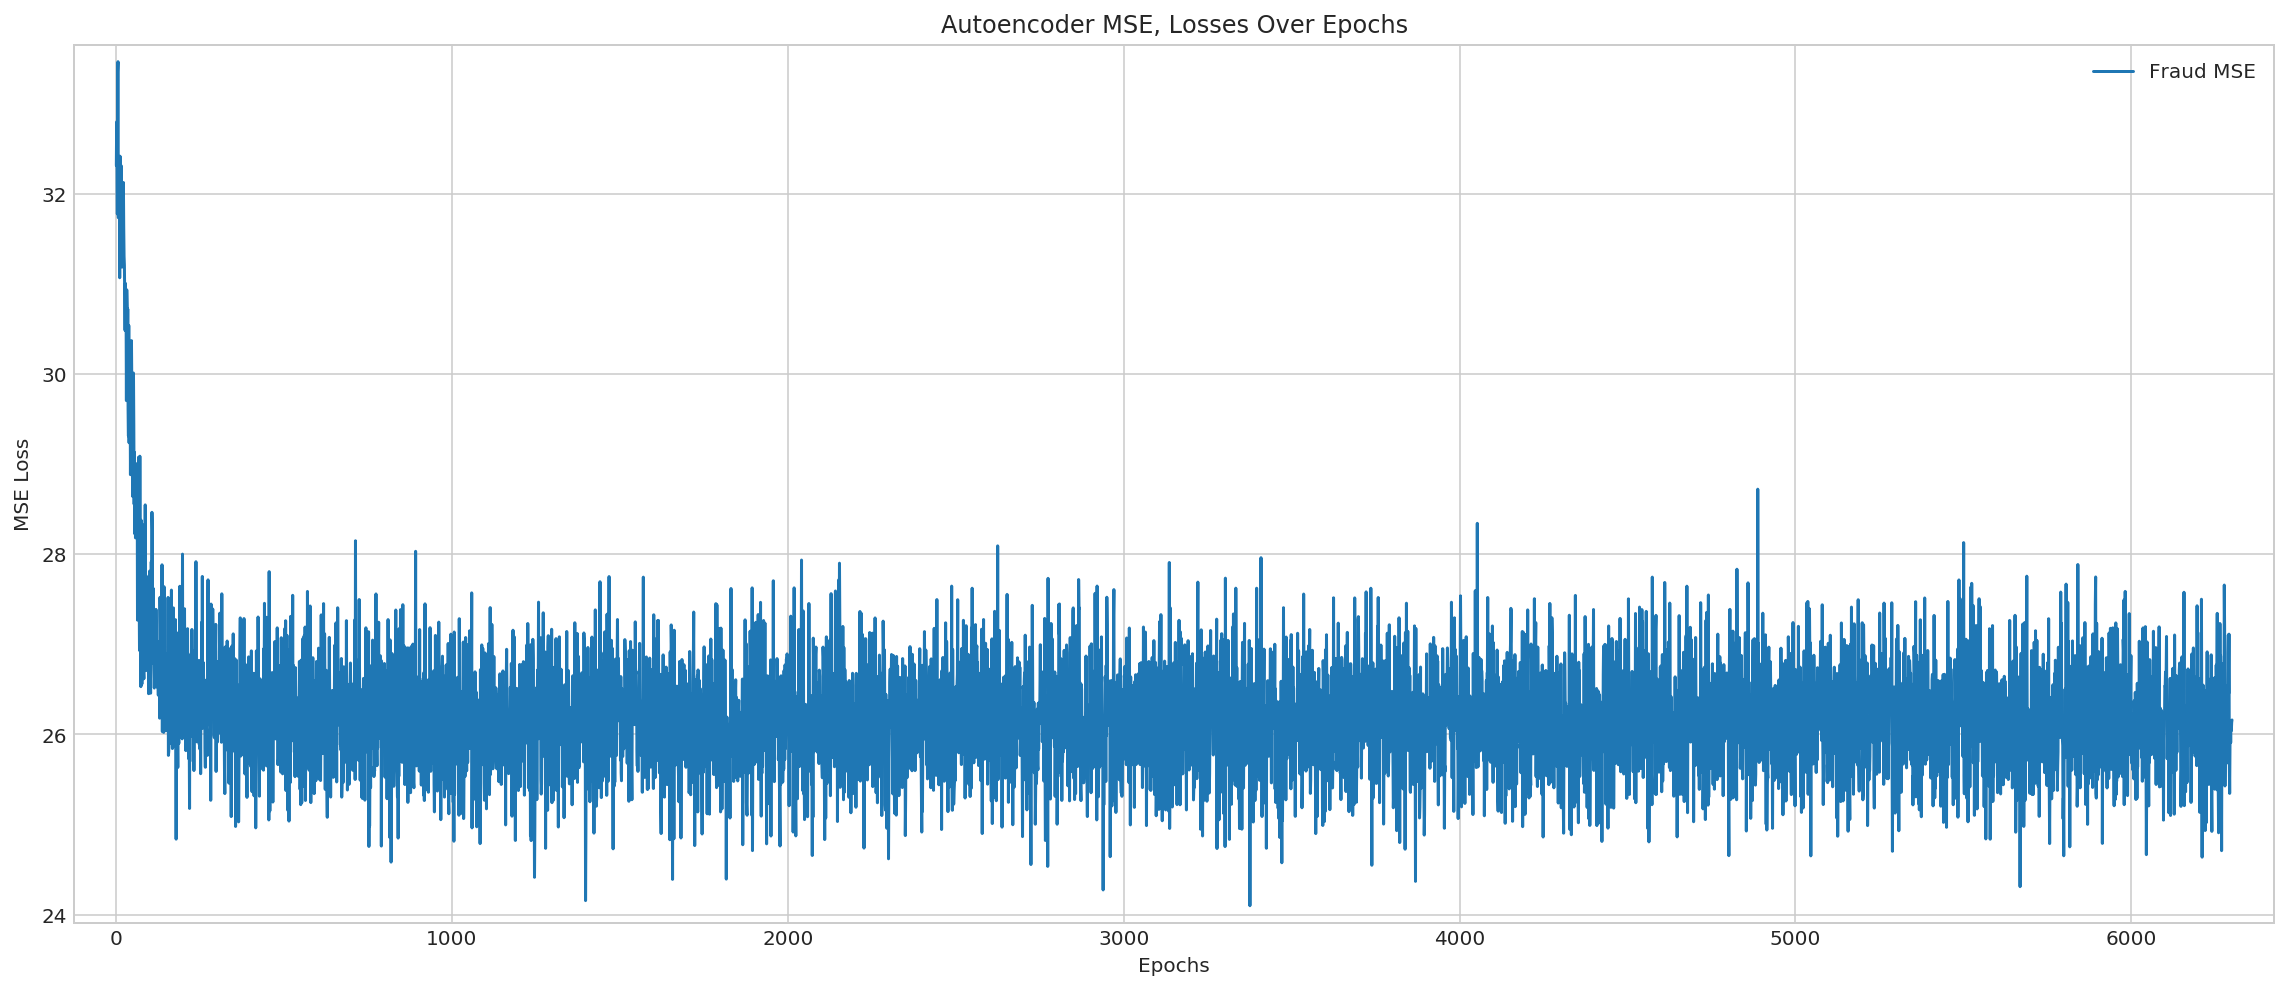 Autoencoder MSE, Losses Over Epochs
Fraud MSE
MSE Loss
32
30
28
26
24
0 1000 2000 3000 4000 5000 6000
Epochs